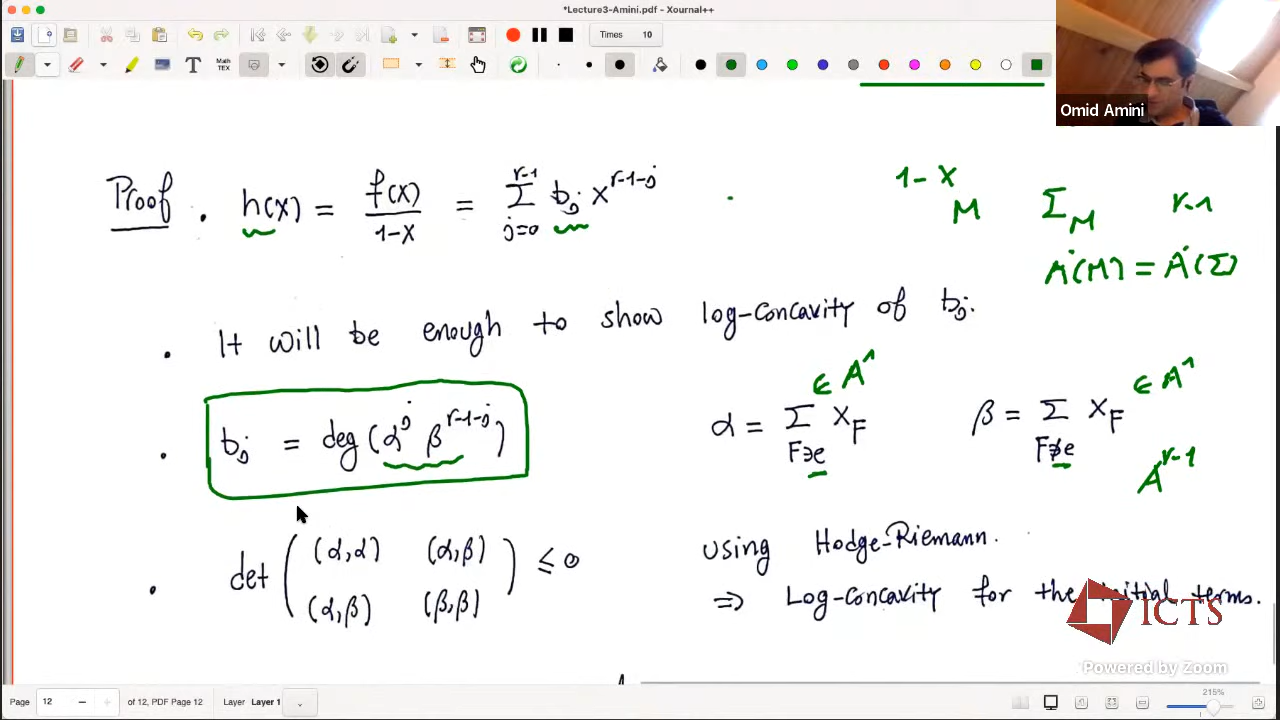 *Lecture3-Amini.pdf - Xournal++
Times 10
Math TEX
Omid Amini
Proof . h(X) = f(X)/(1-X) = Σ_{j=0}^{r-1} b_j X^{r-1-j}
1-X
M Σ_M r-1
A^•(M) = A^•(Σ)
. It will be enough to show log-concavity of b_j.
∈ A^1 ∈ A^1
. b_j = deg(α^j β^{r-1-j}) α = Σ_{F∋e} X_F β = Σ_{F∌e} X_F
A^{r-1}
. det ( (α,α) (α,β) (α,β) (β,β) ) ≤ 0 using Hodge-Riemann.
⇒ Log-concavity for the initial terms.
ICTS
Powered by Zoom
Page 12 of 12, PDF Page 12 Layer Layer 1 215%